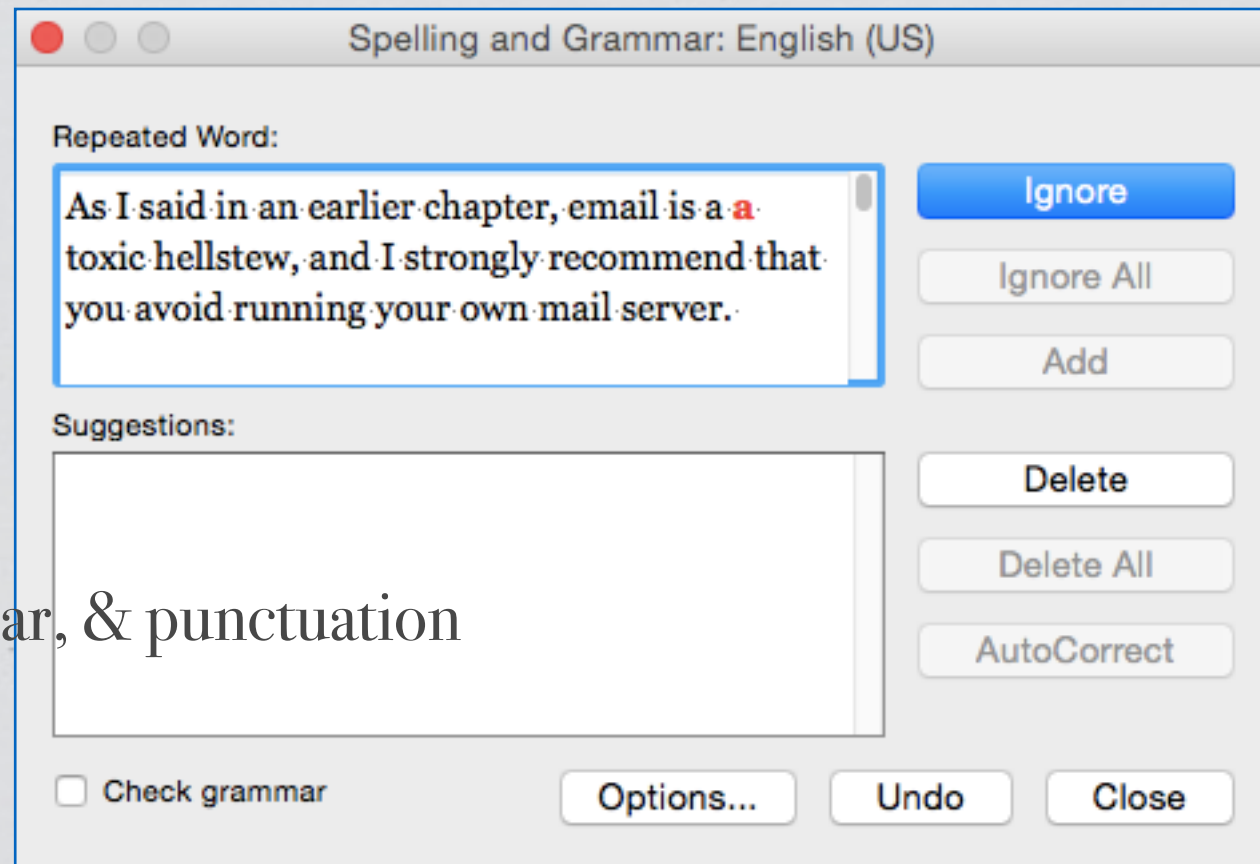 Spelling and Grammar: English (US)
Repeated Word:
As I said in an earlier chapter, email is a a
toxic hellstew, and I strongly recommend that
you avoid running your own mail server.
Ignore
Ignore All
Add
Suggestions:
Delete
Delete All
AutoCorrect
ar, & punctuation
Check grammar
Options...
Undo
Close